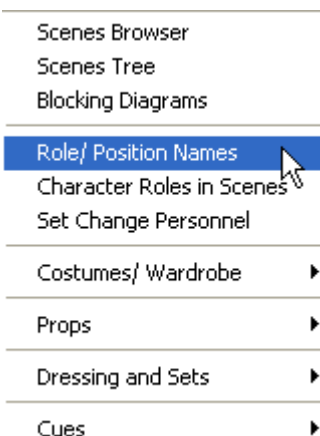 Scenes Browser
Scenes Tree
Blocking Diagrams
Role/ Position Names
Character Roles in Scenes
Set Change Personnel
Costumes/ Wardrobe
Props
Dressing and Sets
Cues